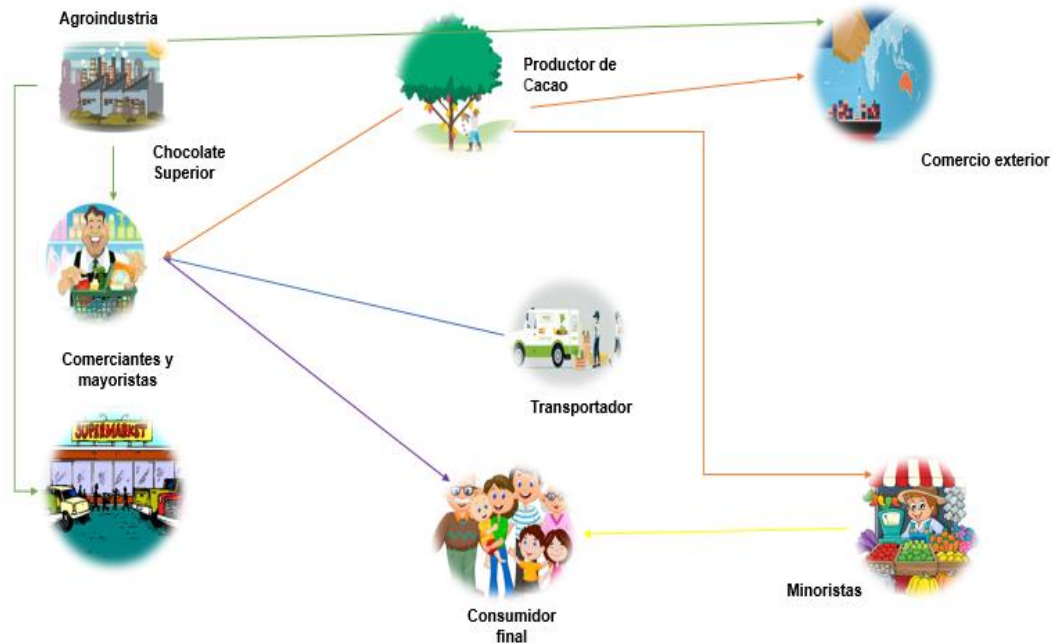 Agroindustria
Productor de
Cacao
Comercio exterior
Chocolate
Superior
Comerciantes y
mayoristas
Transportador
SUPERMARKET
Minoristas
Consumidor
final